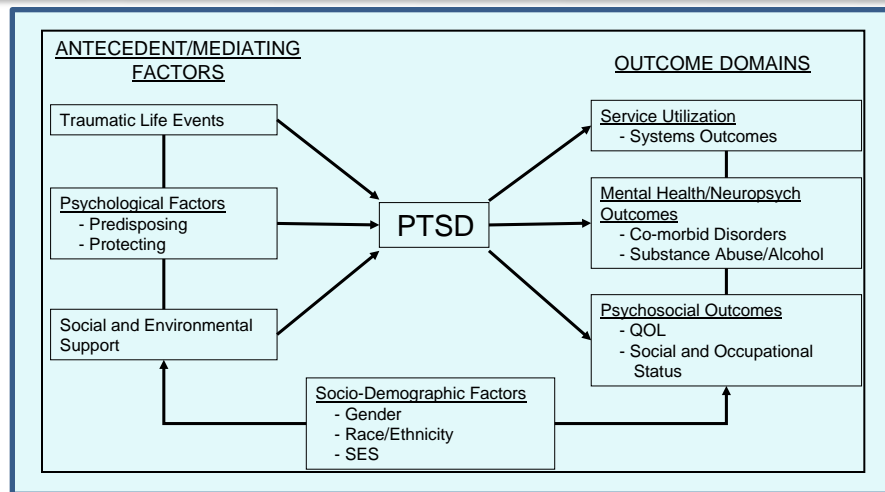 ANTECEDENT/MEDIATING
FACTORS
Traumatic Life Events
Psychological Factors
- Predisposing
- Protecting
Social and Environmental
Support
PTSD
OUTCOME DOMAINS
Service Utilization
- Systems Outcomes
Mental Health/Neuropsych
Outcomes
- Co-morbid Disorders
- Substance Abuse/Alcohol
Psychosocial Outcomes
- QOL
- Social and Occupational
Status
Socio-Demographic Factors
- Gender
- Race/Ethnicity
- SES